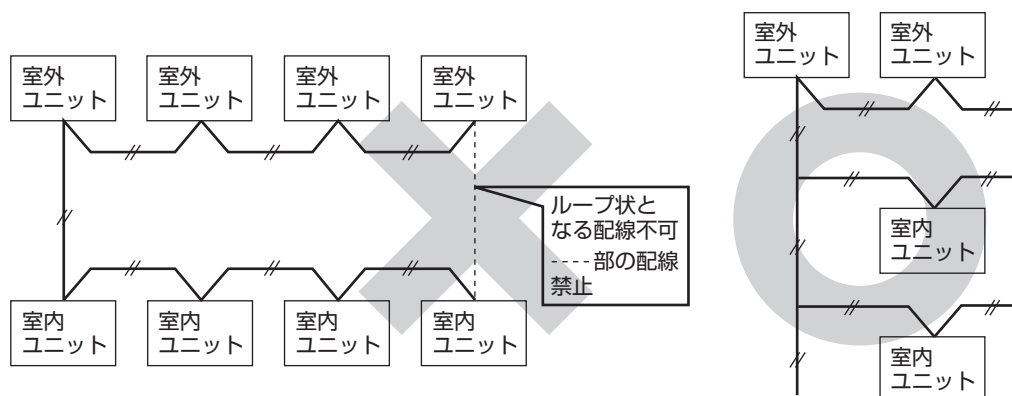 室外
ユニット
室外
ユニット
室外
ユニット
室外
ユニット
ループ状と
なる配線不可
-----部の配線
禁止
室内
ユニット
室内
ユニット
室内
ユニット
室内
ユニット
室外
ユニット
室外
ユニット
室内
ユニット
室内
ユニット